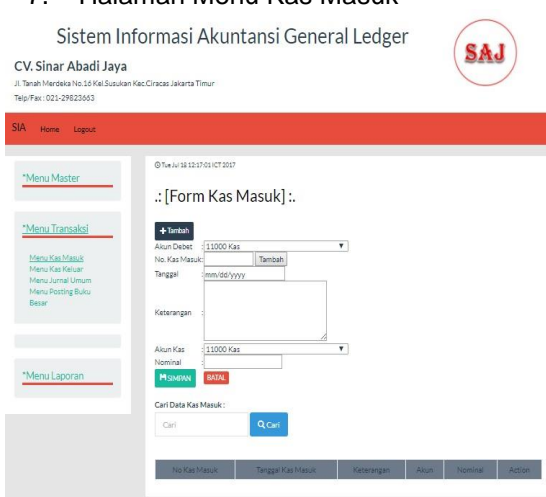 7. Halaman Menu Kas Masuk
Sistem Informasi Akuntansi General Ledger
SAJ
CV. Sinar Abadi Jaya
Jl. Tanah Merdeka No.16 Kel.Susukan Kec.Ciracas Jakarta Timur
Telp/Fax : 021-29823663
SIA Home Logout
Tue Jul 18 12:17:01 ICT 2017
*Menu Master
.: [Form Kas Masuk] :.
+ Tambah
*Menu Transaksi
Menu Kas Masuk
Menu Kas Keluar
Menu Jurnal Umum
Menu Posting Buku
Besar
*Menu Laporan
Akun Debet : 11000 Kas
No. Kas Masuk: Tambah
Tanggal : mm/dd/yyyy
Keterangan :
Akun Kas : 11000 Kas
Nominal :
SIMPAN BATAL
Cari Data Kas Masuk :
Cari Cari
No Kas Masuk Tanggal Kas Masuk Keterangan Akun Nominal Action